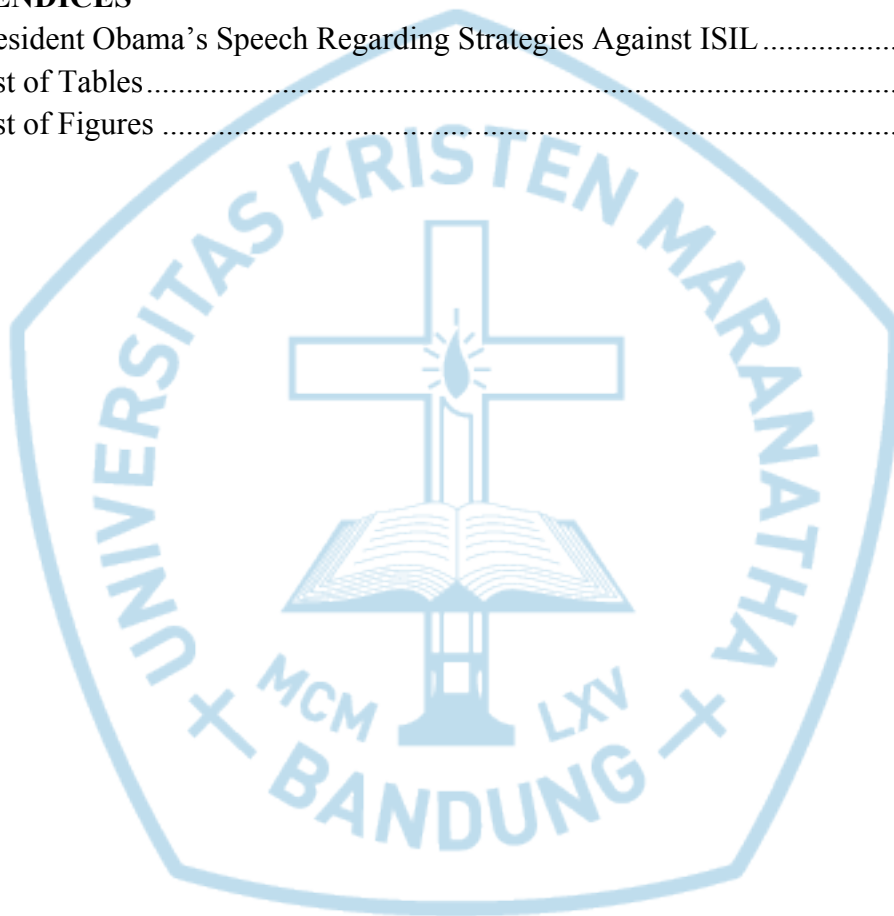 ENDICES
esident Obama’s Speech Regarding Strategies Against ISIL..............
st of Tables................................................................................................
st of Figures ..............................................................................................
UNIVERSITAS KRISTEN MARANATHA
MCM LXV
BANDUNG